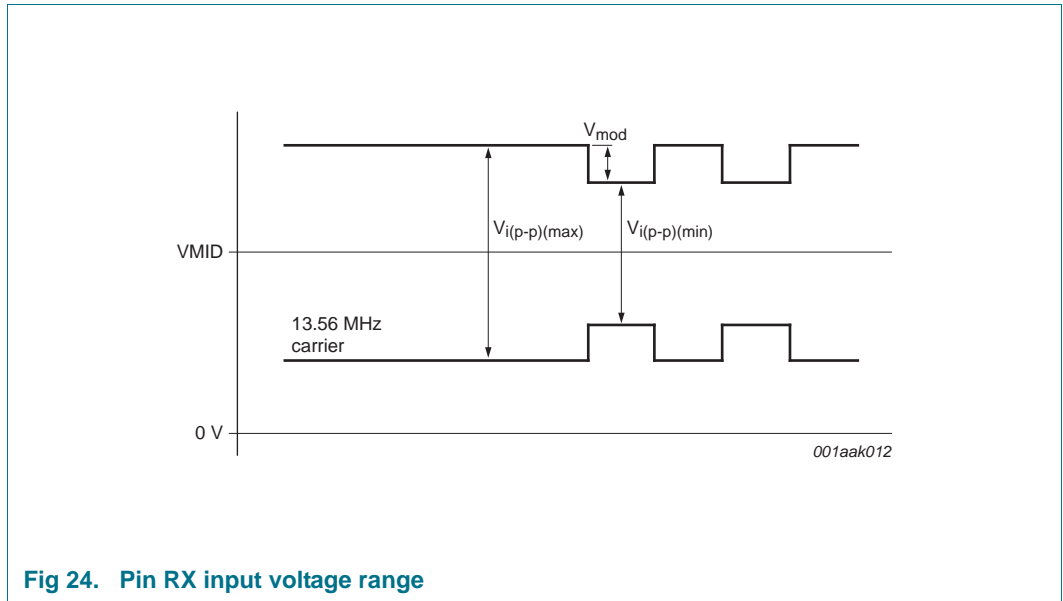 Vmod
Vi(p-p)(max)
Vi(p-p)(min)
VMID
13.56 MHz
carrier
0 V
001aak012
Fig 24. Pin RX input voltage range